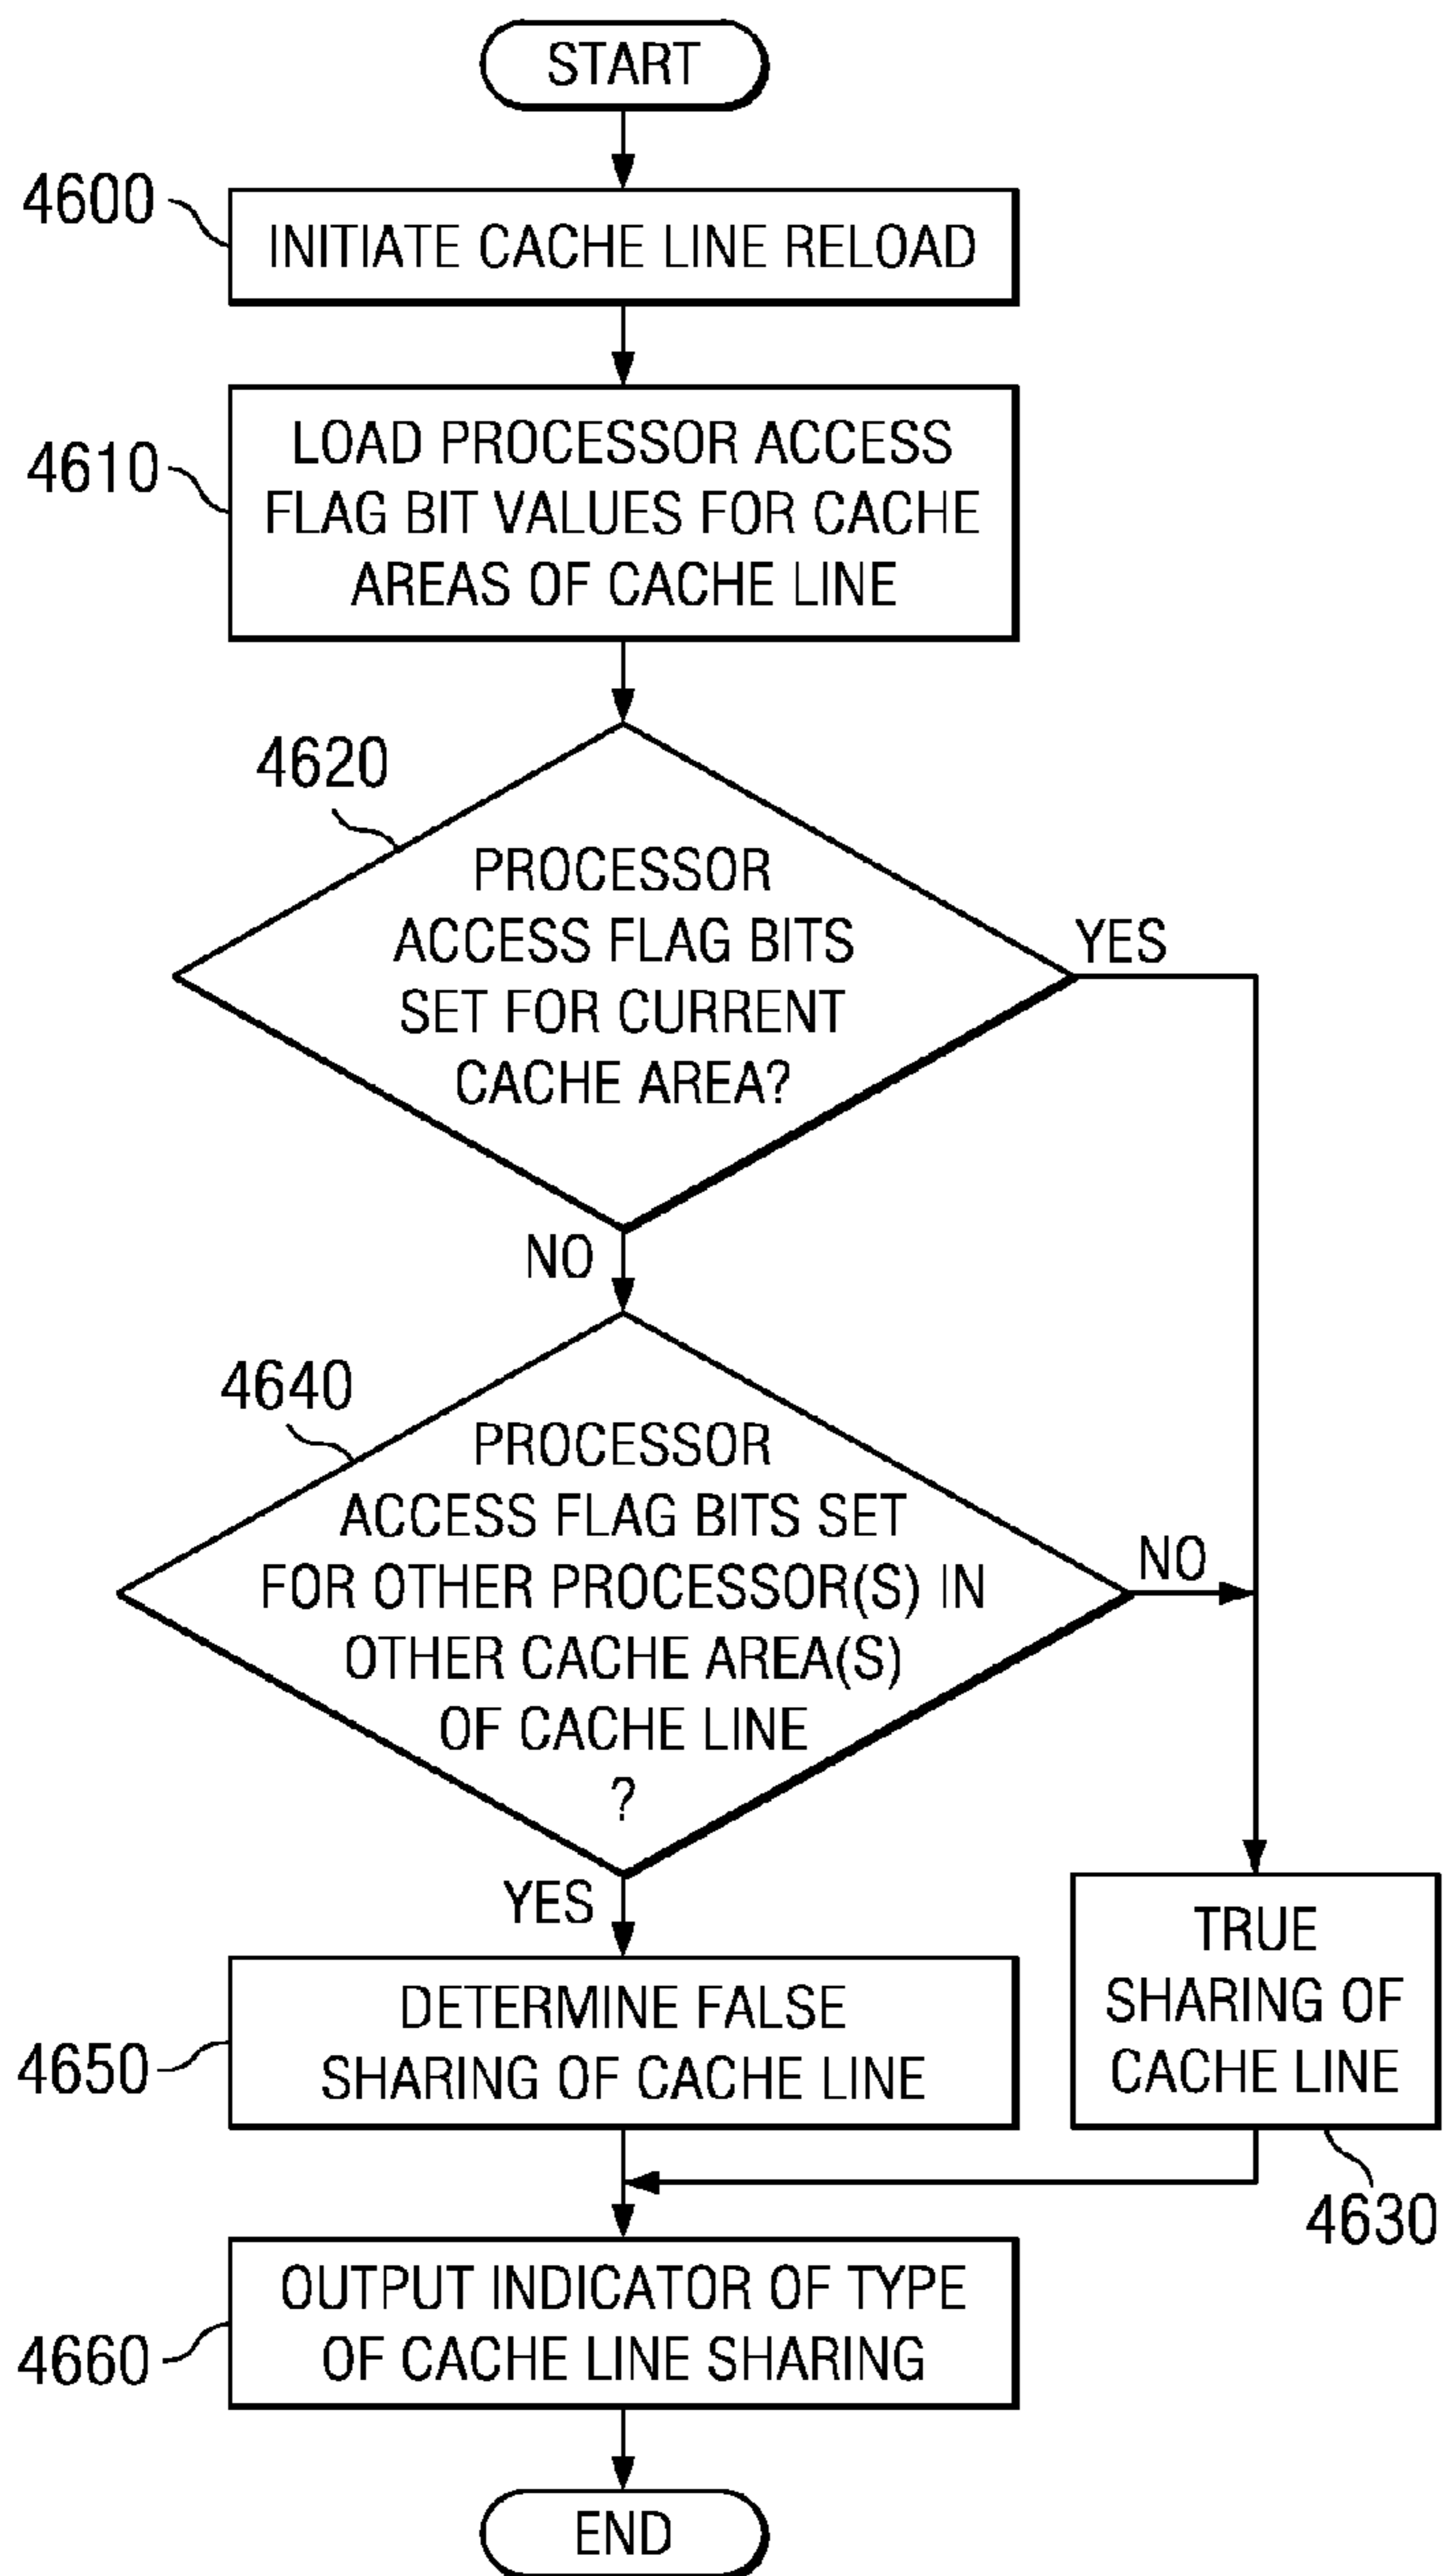 START
4600
INITIATE CACHE LINE RELOAD
4610
LOAD PROCESSOR ACCESS
FLAG BIT VALUES FOR CACHE
AREAS OF CACHE LINE
4620
PROCESSOR
ACCESS FLAG BITS
SET FOR CURRENT
CACHE AREA?
YES
NO
4640
PROCESSOR
ACCESS FLAG BITS SET
FOR OTHER PROCESSOR(S) IN
OTHER CACHE AREA(S)
OF CACHE LINE
?
NO
YES
TRUE
SHARING OF
CACHE LINE
4630
4650
DETERMINE FALSE
SHARING OF CACHE LINE
4660
OUTPUT INDICATOR OF TYPE
OF CACHE LINE SHARING
END